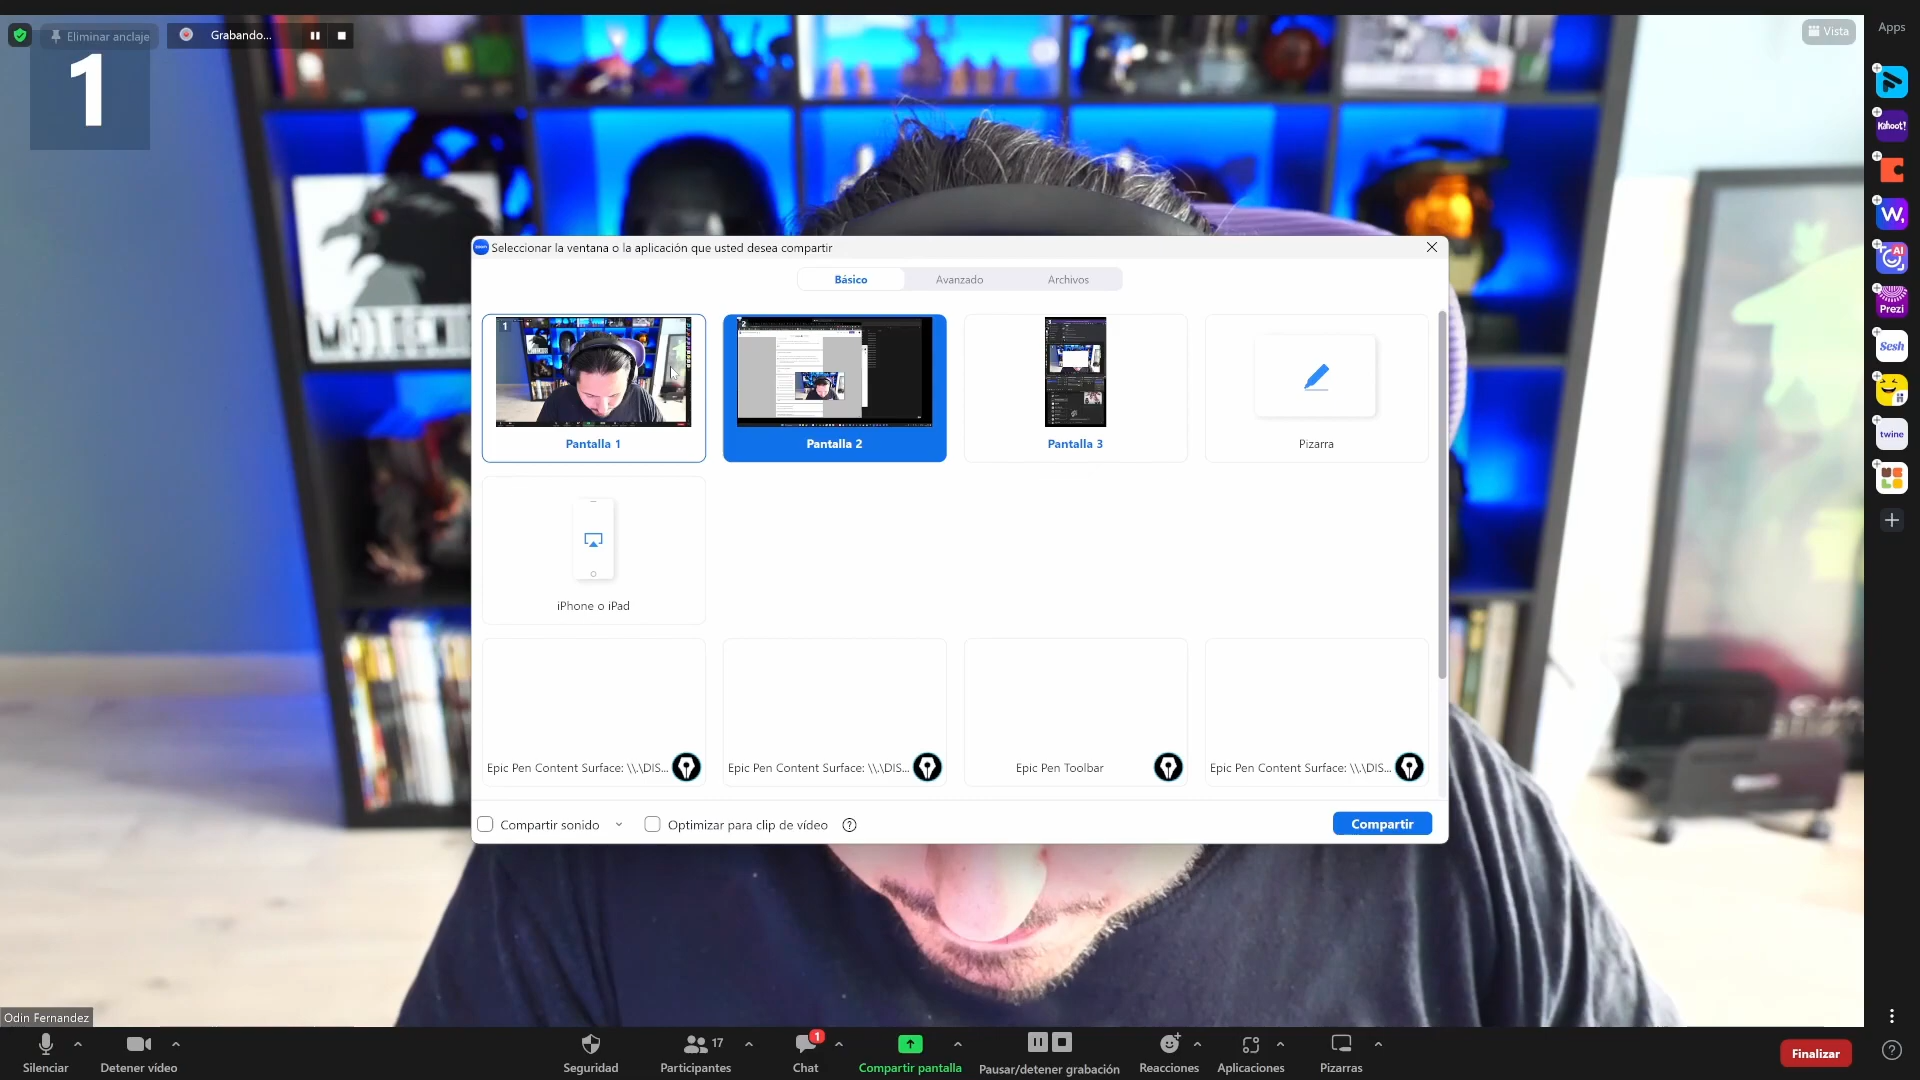 Eliminar anclaje
Grabando...
Vista
Apps
1
Kahoot!
W,
AI
Prezi
Sesh
twine
zoom
Seleccionar la ventana o la aplicación que usted desea compartir
Básico
Avanzado
Archivos
1
2
Pantalla 1
Pantalla 2
Pantalla 3
Pizarra
iPhone o iPad
Epic Pen Content Surface: \\.\DIS...
Epic Pen Content Surface: \\.\DIS...
Epic Pen Toolbar
Epic Pen Content Surface: \\.\DIS...
Compartir sonido
Optimizar para clip de vídeo
?
Compartir
Odin Fernandez
Silenciar
Detener vídeo
Seguridad
17
Participantes
1
Chat
Compartir pantalla
Pausar/detener grabación
Reacciones
Aplicaciones
Pizarras
Finalizar
?